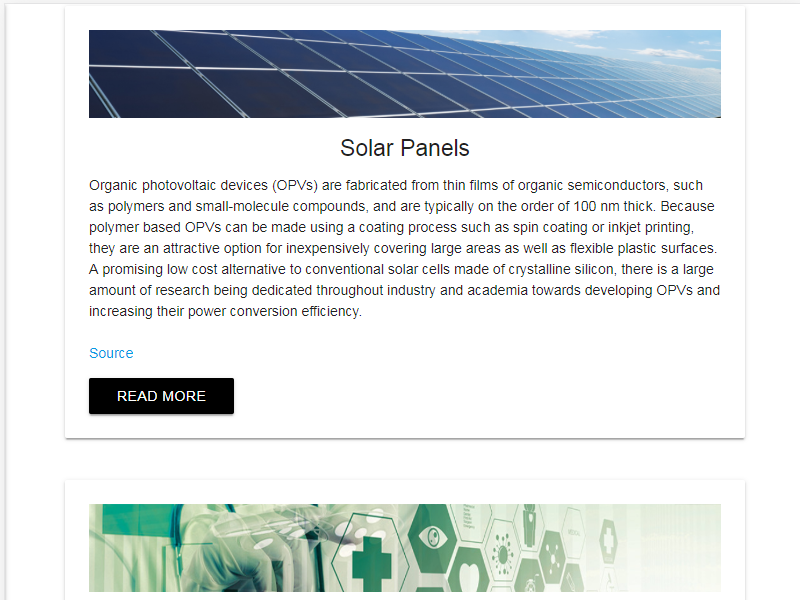 Solar Panels
Organic photovoltaic devices (OPVs) are fabricated from thin films of organic semiconductors, such
as polymers and small-molecule compounds, and are typically on the order of 100 nm thick. Because
polymer based OPVs can be made using a coating process such as spin coating or inkjet printing,
they are an attractive option for inexpensively covering large areas as well as flexible plastic surfaces.
A promising low cost alternative to conventional solar cells made of crystalline silicon, there is a large
amount of research being dedicated throughout industry and academia towards developing OPVs and
increasing their power conversion efficiency.
Source
READ MORE